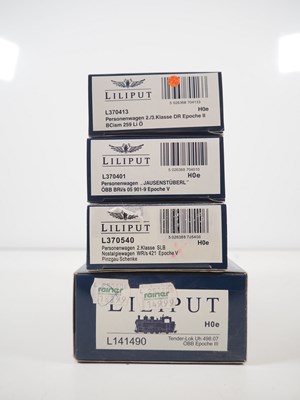 LILIPUT
L370413
H0e
Personenwagen 2./3.Klasse DR Epoche II
BCism 259 Li Ö
LILIPUT
L370401
H0e
Personenwagen „JAUSENSTÜBERL"
ÖBB BR/s 05 901-9 Epoche V
LILIPUT
L370540
H0e
Personenwagen 2.Klasse SLB
Nostalgiewagen WR/s 421 Epoche V
Pinzgau Schenke
LILIPUT
H0e
L141490
Tender-Lok Uh 498.07
ÖBB Epoche III